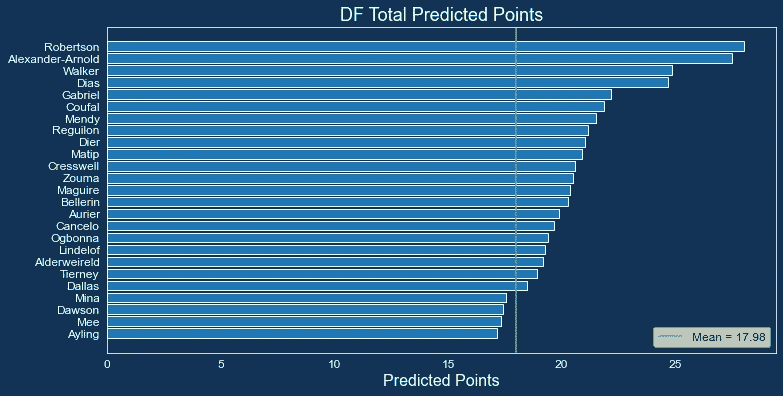 DF Total Predicted Points
Robertson
Alexander-Arnold
Walker
Dias
Gabriel
Coufal
Mendy
Reguilon
Dier
Matip
Cresswell
Zouma
Maguire
Bellerin
Aurier
Cancelo
Ogbonna
Lindelof
Alderweireld
Tierney
Dallas
Mina
Dawson
Mee
Ayling
Mean = 17.98
0 5 10 15 20 25
Predicted Points